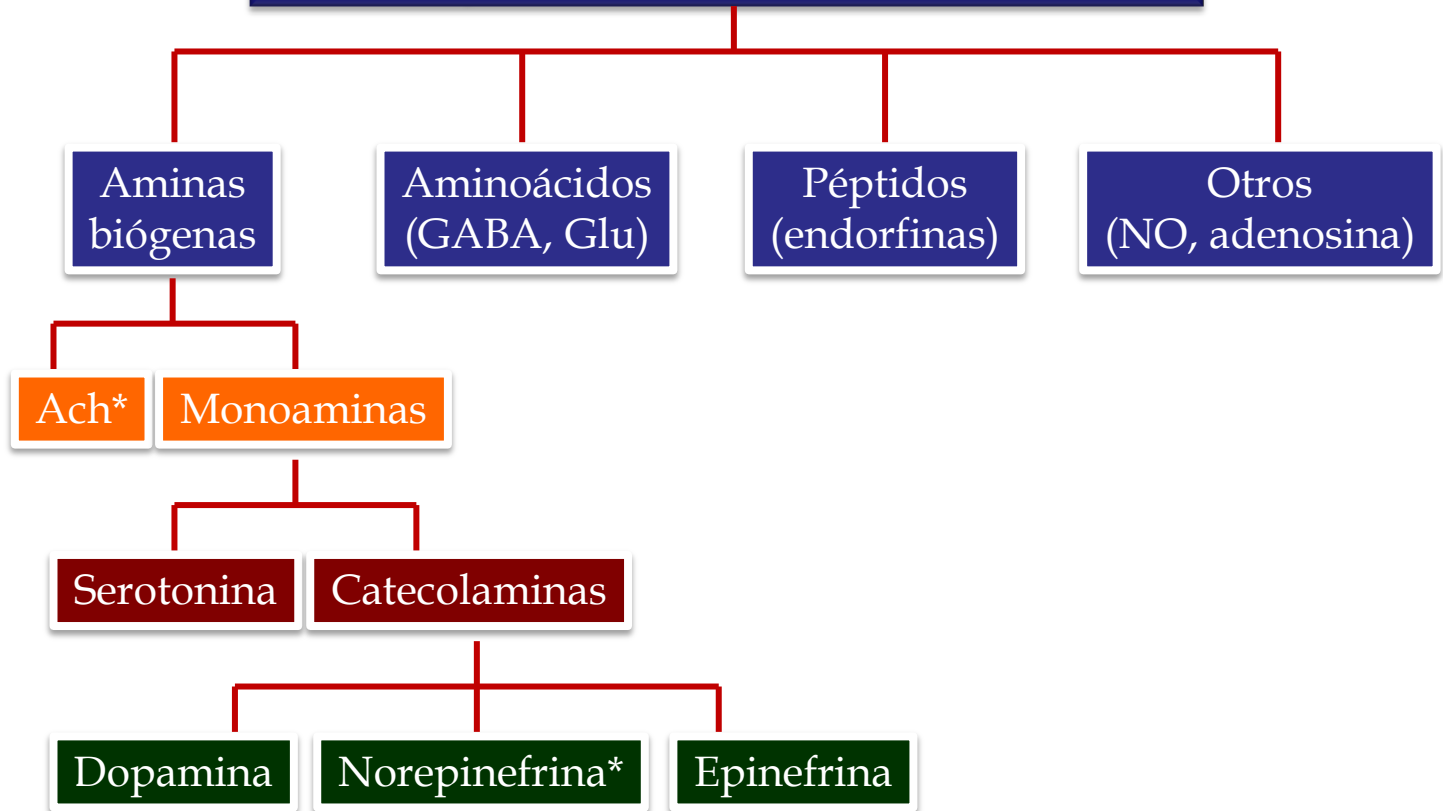 Aminas
biógenas
Aminoácidos
(GABA, Glu)
Péptidos
(endorfinas)
Otros
(NO, adenosina)
Ach*
Monoaminas
Serotonina
Catecolaminas
Dopamina
Norepinefrina*
Epinefrina